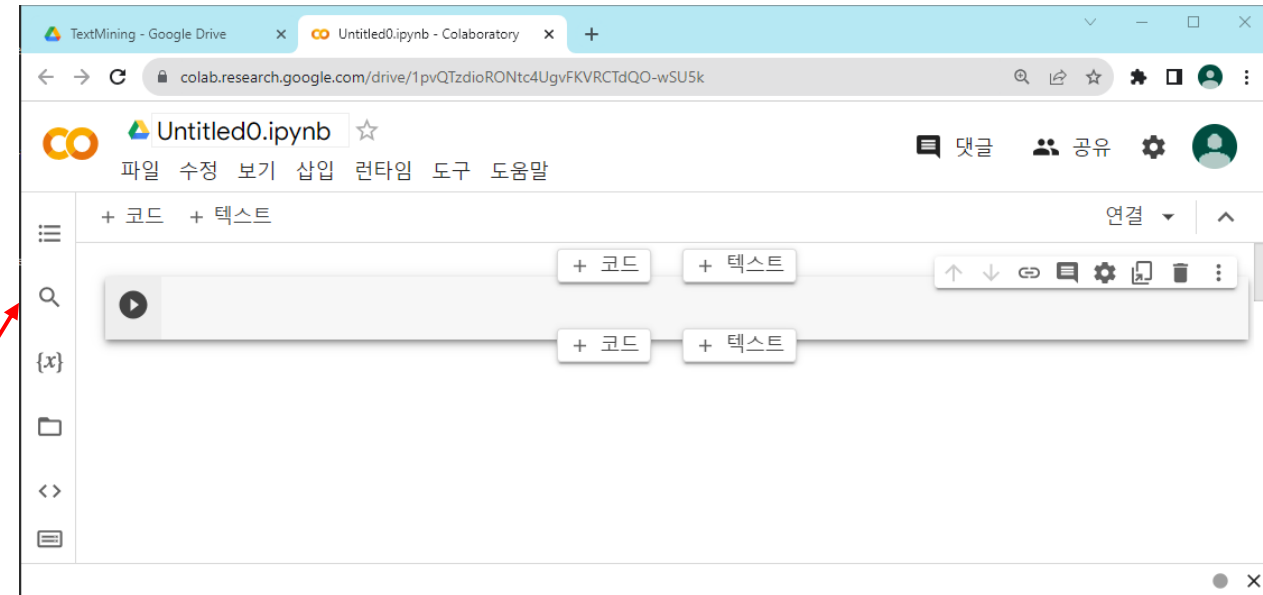 TextMining - Google Drive
Untitled0.ipynb - Colaboratory
colab.research.google.com/drive/1pvQTzdioRONtc4UgvFKVRCTdQO-wSU5k
Untitled0.ipynb
댓글 공유
파일 수정 보기 삽입 런타임 도구 도움말
+ 코드 + 텍스트
연결
+ 코드 + 텍스트
+ 코드 + 텍스트
{x}